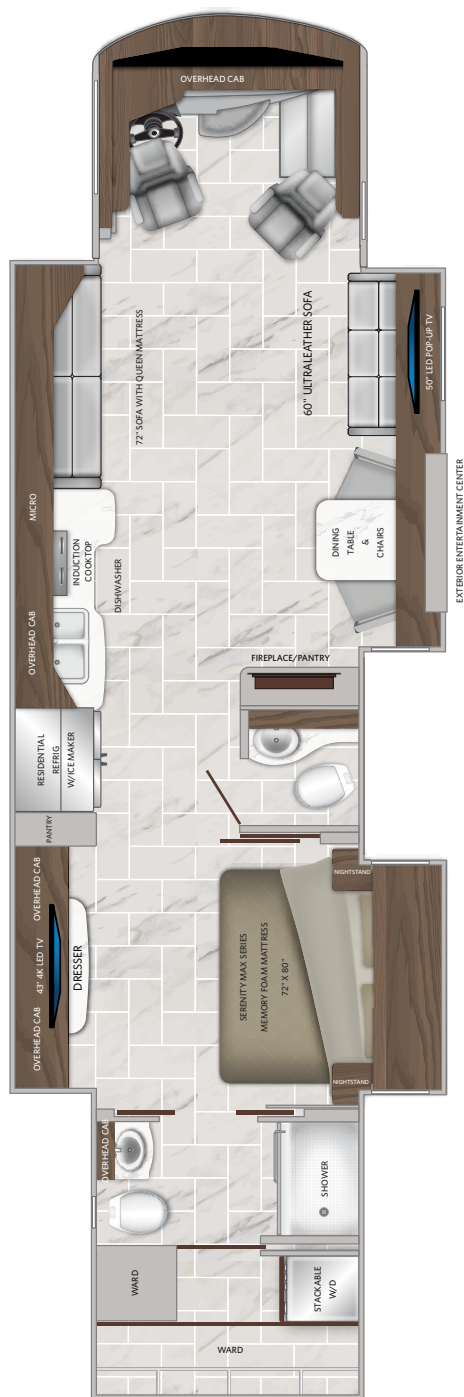 OVERHEAD CAB
72" SOFA WITH QUEEN MATTRESS
60" ULTRALEATHER SOFA
50" LED POP-UP TV
EXTERIOR ENTERTAINMENT CENTER
MICRO
INDUCTION
COOKTOP
DISHWASHER
DINING
TABLE
&
CHAIRS
OVERHEAD CAB
FIREPLACE/PANTRY
RESIDENTIAL
REFRIG
W/ICE MAKER
PANTRY
OVERHEAD CAB
43" 4K LED TV
OVERHEAD CAB
DRESSER
NIGHTSTAND
SERENITY MAX SERIES
MEMORY FOAM MATTRESS
72" X 80"
NIGHTSTAND
OVERHEAD CAB
SHOWER
WARD
STACKABLE
W/D
WARD